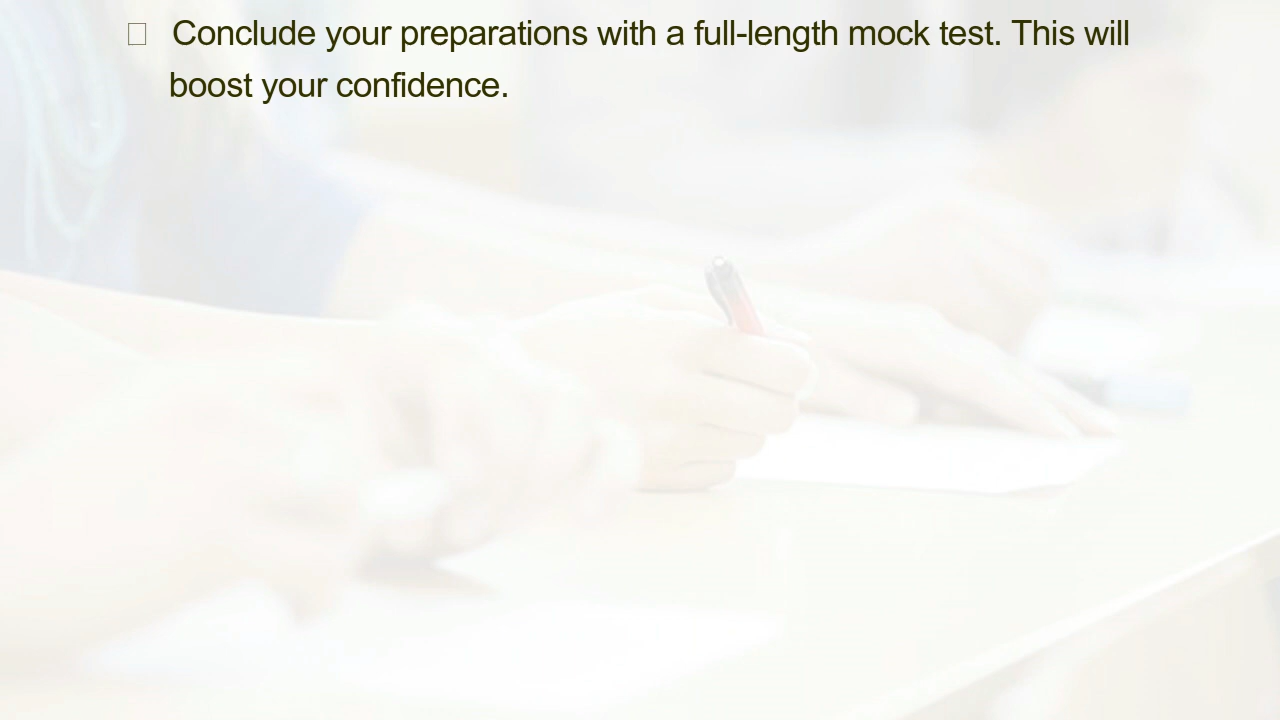 Conclude your preparations with a full-length mock test. This will
boost your confidence.